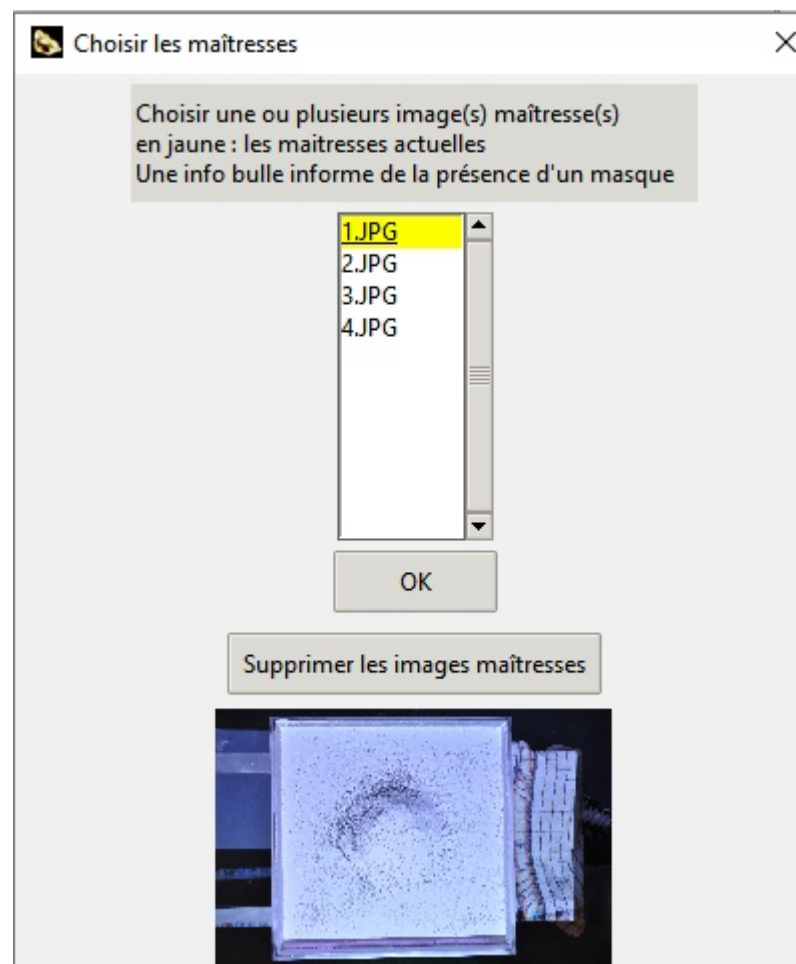 Choisir les maîtresses
Choisir une ou plusieurs image(s) maîtresse(s)
en jaune : les maitresses actuelles
Une info bulle informe de la présence d'un masque
1.JPG
2.JPG
3.JPG
4.JPG
OK
Supprimer les images maîtresses